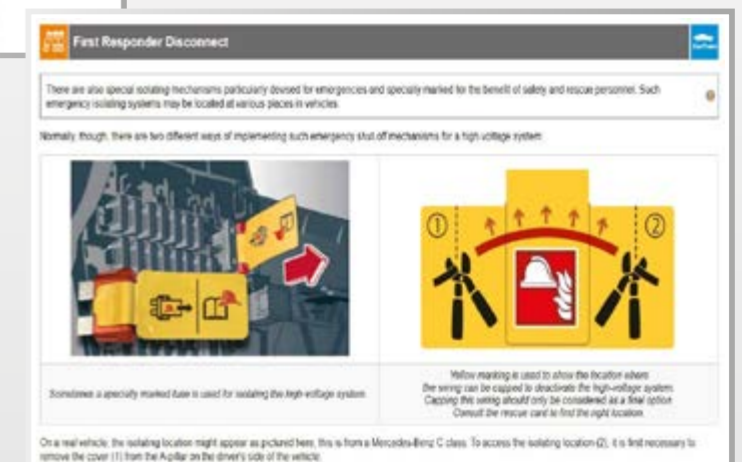 First Responder Disconnect
There are also special isolating mechanisms particularly devised for emergencies and specially marked for the benefit of safety and rescue personnel. Such
emergency isolating systems may be located at various places in vehicles.
Normally, though, there are two different ways of implementing such emergency shut off mechanisms for a high voltage system:
① ②
Sometimes a specially marked fuse is used for isolating the high-voltage system.
Yellow marking is used to show the location where
the wiring can be capped to deactivate the high-voltage system.
Capping this wiring should only be considered as a final option.
Consult the rescue card to find the right location.
On a real vehicle, the isolating location might appear as pictured here, this is from a Mercedes-Benz C class. To access the isolating location (2), it is first necessary to
remove the cover (1) from the A-pillar on the driver's side of the vehicle.